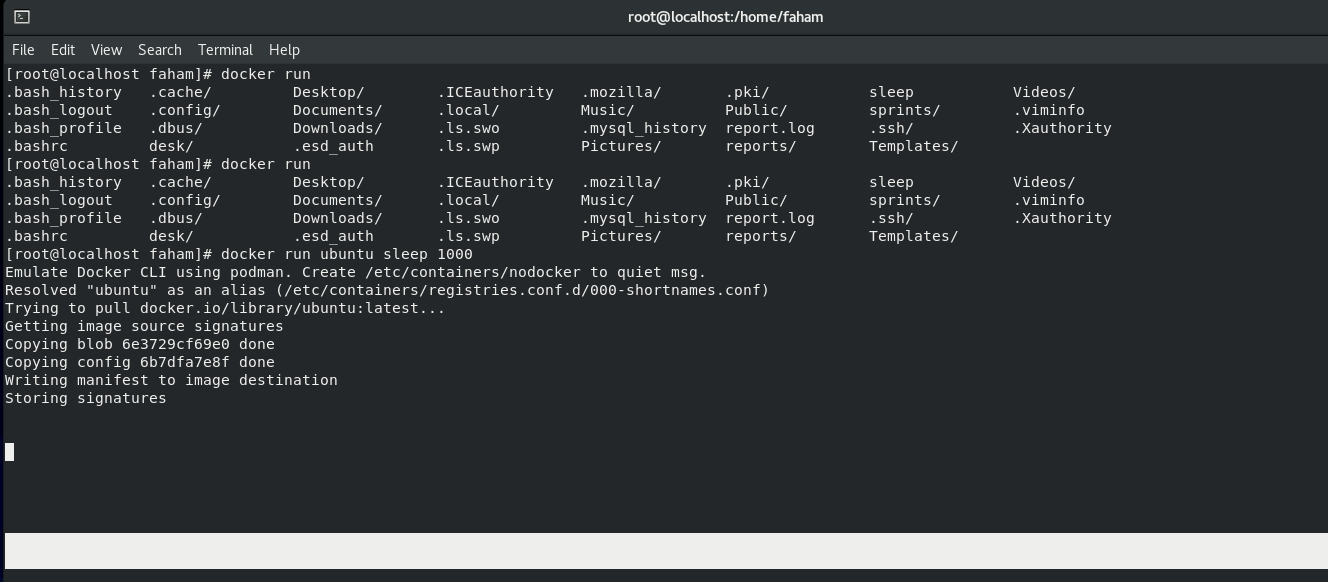 root@localhost:/home/faham
File Edit View Search Terminal Help
[root@localhost faham]# docker run
.bash_history .cache/ Desktop/ .ICEauthority .mozilla/ .pki/ sleep Videos/
.bash_logout .config/ Documents/ .local/ Music/ Public/ sprints/ .viminfo
.bash_profile .dbus/ Downloads/ .ls.swo .mysql_history report.log .ssh/ .Xauthority
.bashrc desk/ .esd_auth .ls.swp Pictures/ reports/ Templates/
[root@localhost faham]# docker run
.bash_history .cache/ Desktop/ .ICEauthority .mozilla/ .pki/ sleep Videos/
.bash_logout .config/ Documents/ .local/ Music/ Public/ sprints/ .viminfo
.bash_profile .dbus/ Downloads/ .ls.swo .mysql_history report.log .ssh/ .Xauthority
.bashrc desk/ .esd_auth .ls.swp Pictures/ reports/ Templates/
[root@localhost faham]# docker run ubuntu sleep 1000
Emulate Docker CLI using podman. Create /etc/containers/nodocker to quiet msg.
Resolved "ubuntu" as an alias (/etc/containers/registries.conf.d/000-shortnames.conf)
Trying to pull docker.io/library/ubuntu:latest...
Getting image source signatures
Copying blob 6e3729cf69e0 done
Copying config 6b7dfa7e8f done
Writing manifest to image destination
Storing signatures